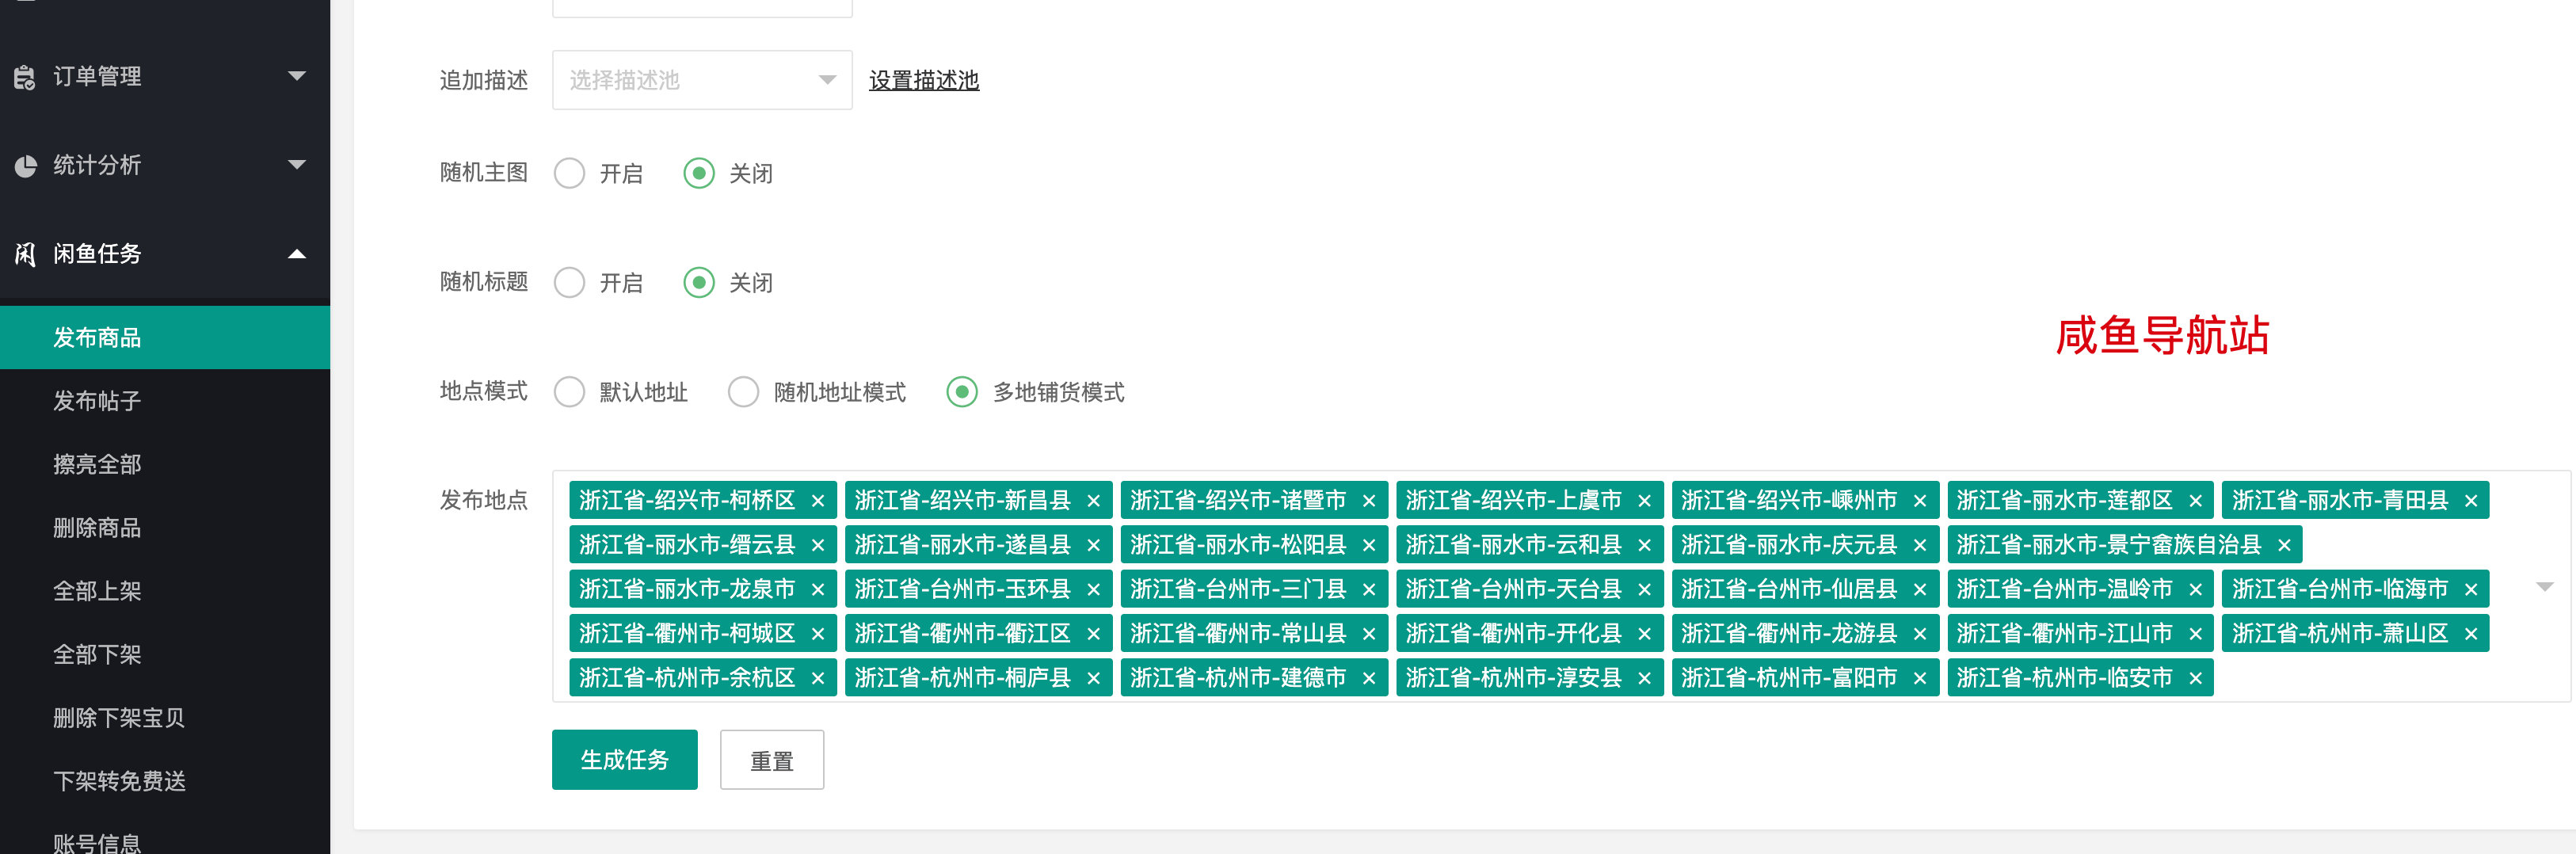 订单管理
统计分析
闲鱼任务
发布商品
发布帖子
擦亮全部
删除商品
全部上架
全部下架
删除下架宝贝
下架转免费送
账号信息
追加描述 选择描述池 设置描述池
随机主图 开启 关闭
随机标题 开启 关闭
咸鱼导航站
地点模式 默认地址 随机地址模式 多地铺货模式
发布地点 浙江省-绍兴市-柯桥区 × 浙江省-绍兴市-新昌县 × 浙江省-绍兴市-诸暨市 × 浙江省-绍兴市-上虞市 × 浙江省-绍兴市-嵊州市 × 浙江省-丽水市-莲都区 × 浙江省-丽水市-青田县 ×
浙江省-丽水市-缙云县 × 浙江省-丽水市-遂昌县 × 浙江省-丽水市-松阳县 × 浙江省-丽水市-云和县 × 浙江省-丽水市-庆元县 × 浙江省-丽水市-景宁畲族自治县 ×
浙江省-丽水市-龙泉市 × 浙江省-台州市-玉环县 × 浙江省-台州市-三门县 × 浙江省-台州市-天台县 × 浙江省-台州市-仙居县 × 浙江省-台州市-温岭市 × 浙江省-台州市-临海市 ×
浙江省-衢州市-柯城区 × 浙江省-衢州市-衢江区 × 浙江省-衢州市-常山县 × 浙江省-衢州市-开化县 × 浙江省-衢州市-龙游县 × 浙江省-衢州市-江山市 × 浙江省-杭州市-萧山区 ×
浙江省-杭州市-余杭区 × 浙江省-杭州市-桐庐县 × 浙江省-杭州市-建德市 × 浙江省-杭州市-淳安县 × 浙江省-杭州市-富阳市 × 浙江省-杭州市-临安市 ×
生成任务 重置